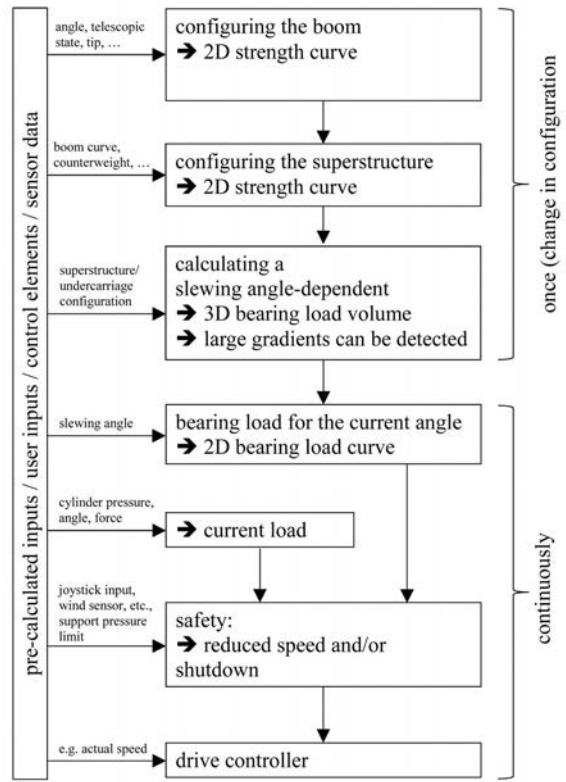 pre-calculated inputs / user inputs / control elements / sensor data
angle, telescopic
state, tip, ...
configuring the boom
➔ 2D strength curve
boom curve,
counterweight, ...
configuring the superstructure
➔ 2D strength curve
superstructure/
undercarriage
configuration
calculating a
slewing angle-dependent
➔ 3D bearing load volume
➔ large gradients can be detected
once (change in configuration
slewing angle
bearing load for the current angle
➔ 2D bearing load curve
cylinder pressure,
angle, force
➔ current load
joystick input,
wind sensor, etc.,
support pressure
limit
safety:
➔ reduced speed and/or
shutdown
continuously
e.g. actual speed
drive controller